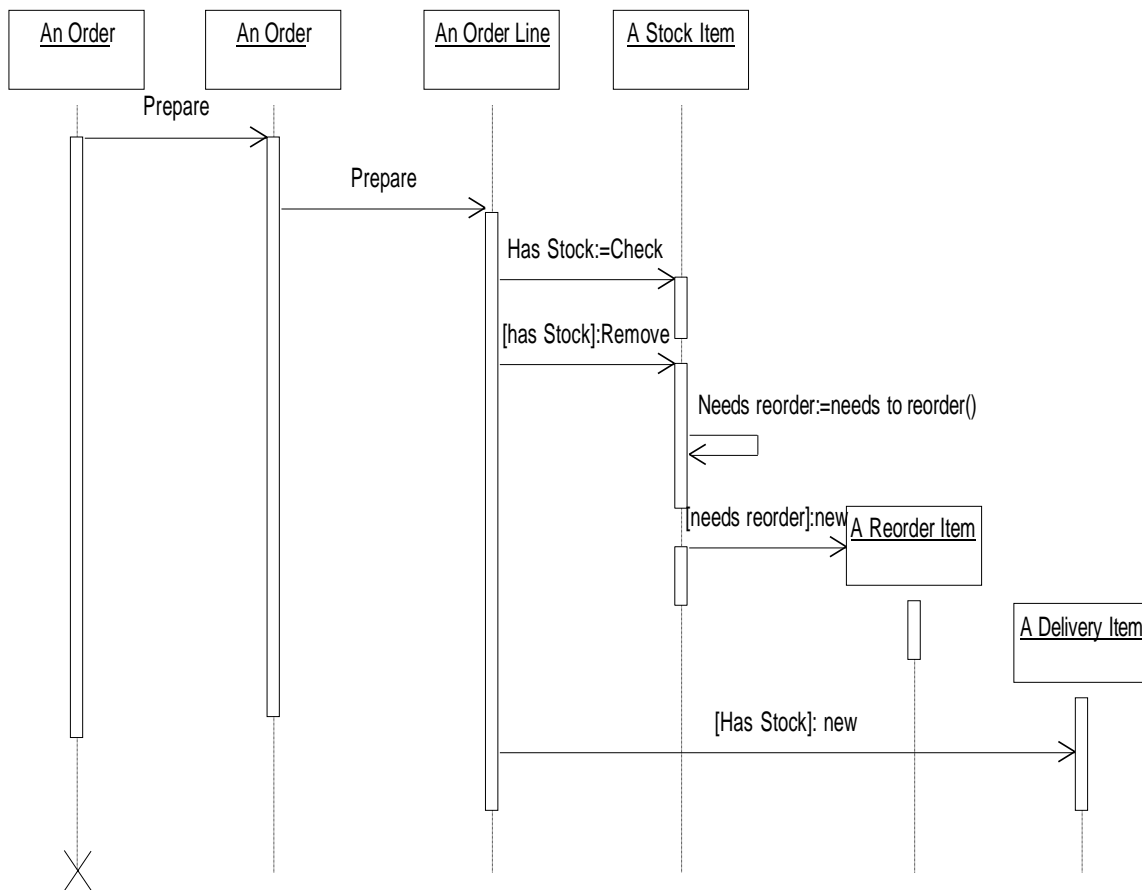 An Order
An Order
An Order Line
A Stock Item
Prepare
Prepare
Has Stock:=Check
[has Stock]:Remove
Needs reorder:=needs to reorder()
[needs reorder]:new
A Reorder Item
A Delivery Item
[Has Stock]: new